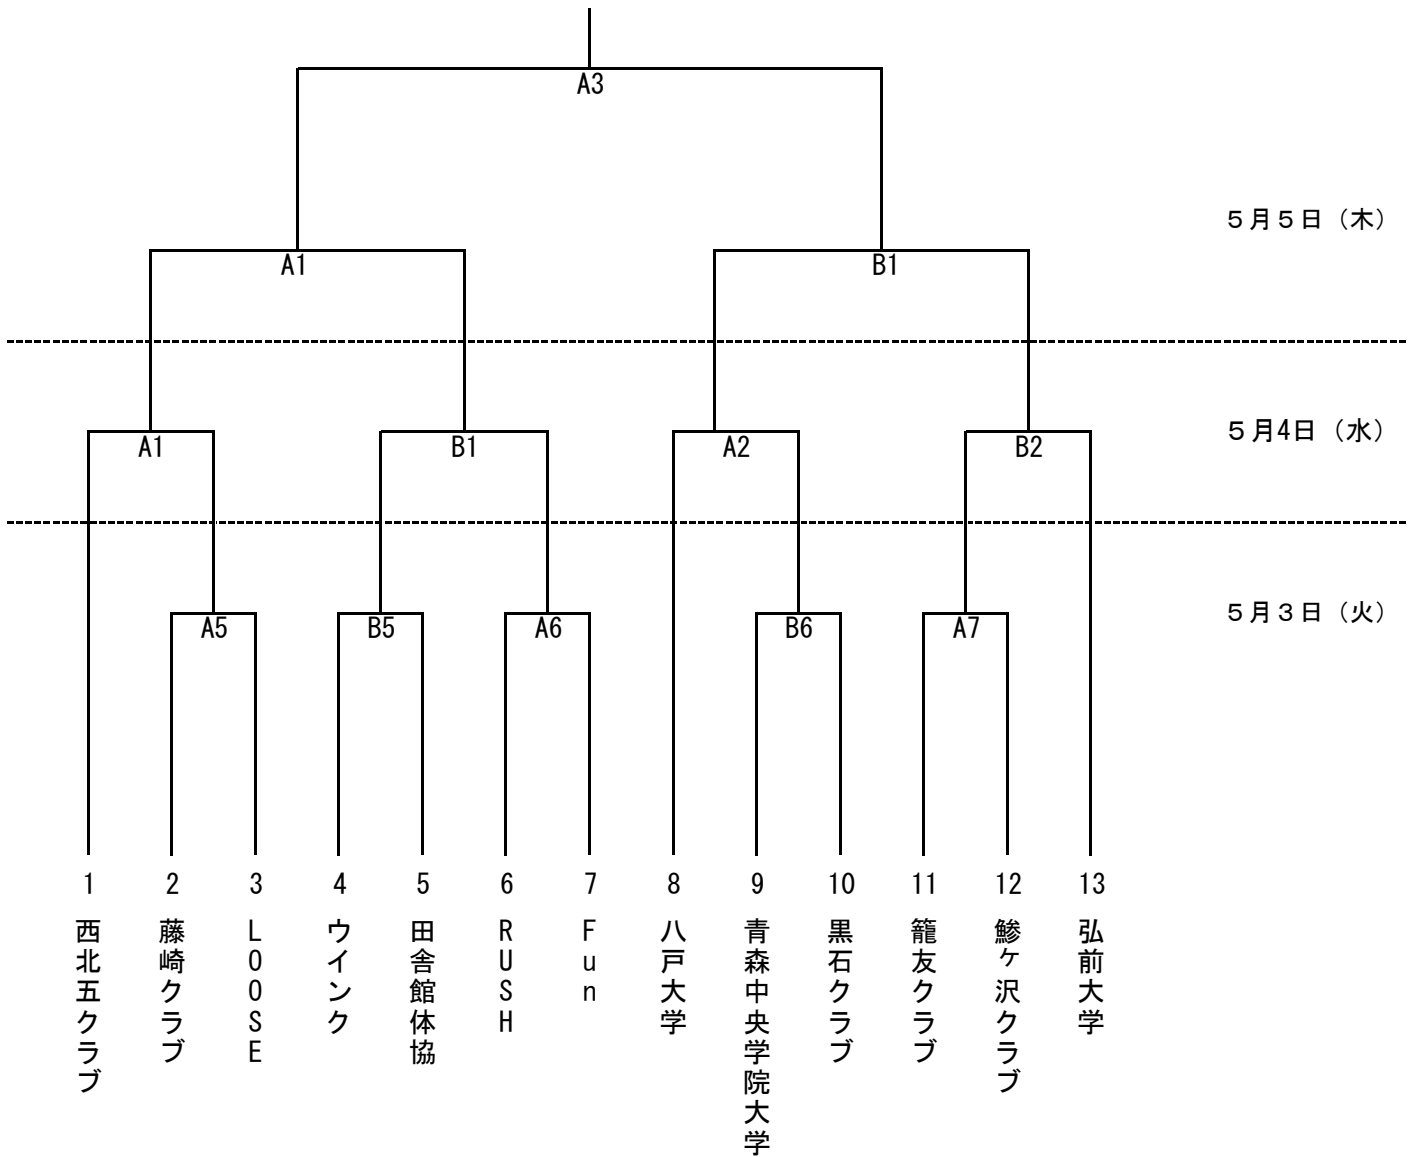 A3
5月5日（木）
A1
B1
5月4日（水）
A1
B1
A2
B2
5月3日（火）
A5
B5
A6
B6
A7
1
2
3
4
5
6
7
8
9
10
11
12
13
西北五クラブ
藤崎クラブ
LOOSE
ウインク
田舎館体協
RUSH
Fun
八戸大学
青森中央学院大学
黒石クラブ
籠友クラブ
鯵ケ沢クラブ
弘前大学